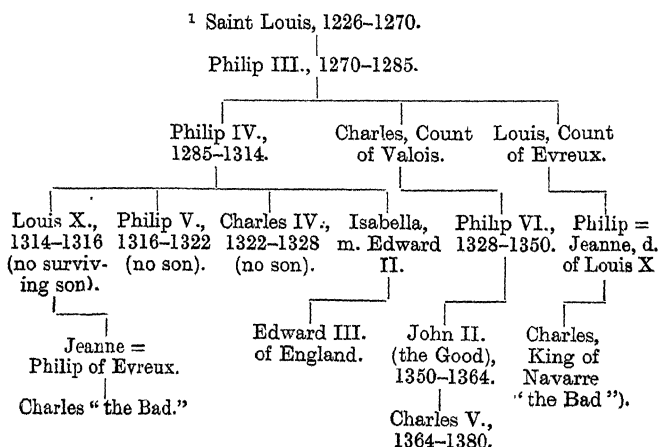 ¹ Saint Louis, 1226–1270.
Philip III., 1270–1285.
Philip IV.,
1285–1314.
Charles, Count
of Valois.
Louis, Count
of Evreux.
Louis X.,
1314–1316
(no surviv-
ing son).
Philip V.,
1316–1322
(no son).
Charles IV.,
1322–1328
(no son).
Isabella,
m. Edward
II.
Philip VI.,
1328–1350.
Philip =
Jeanne, d.
of Louis X
Jeanne =
Philip of Evreux.
Charles "the Bad."
Edward III.
of England.
John II.
(the Good),
1350–1364.
Charles V.,
1364–1380.
Charles,
King of
Navarre
"the Bad").